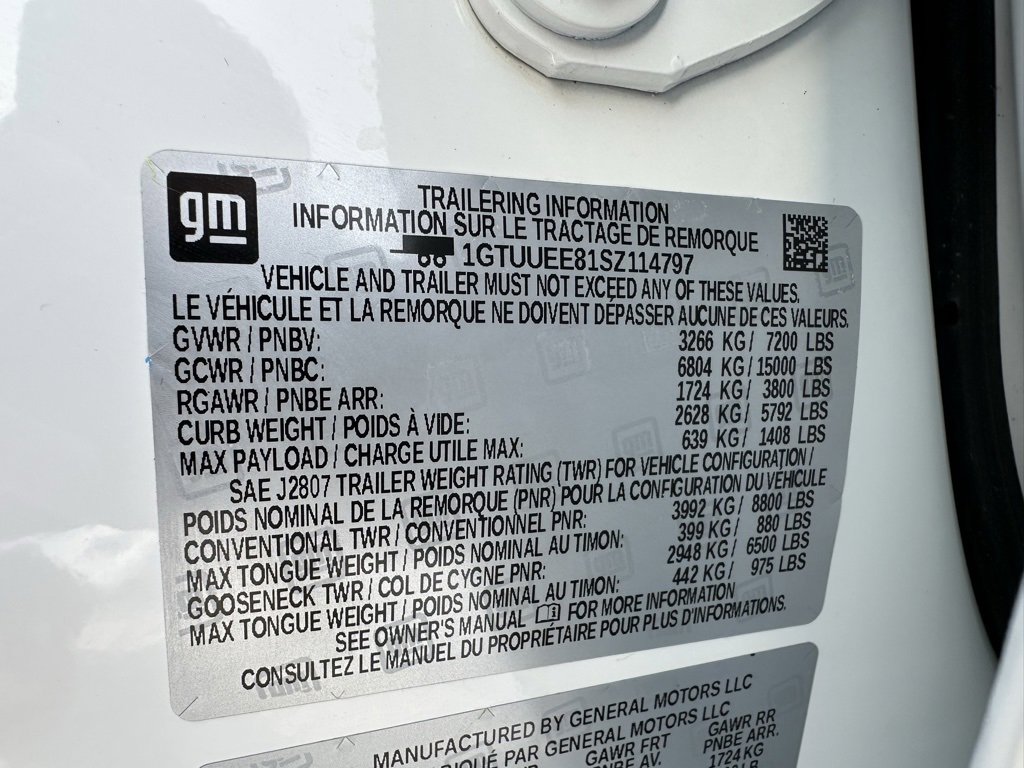 gm
TRAILERING INFORMATION
INFORMATION SUR LE TRACTAGE DE REMORQUE
1GTUUEE81SZ114797
VEHICLE AND TRAILER MUST NOT EXCEED ANY OF THESE VALUES.
LE VÉHICULE ET LA REMORQUE NE DOIVENT DÉPASSER AUCUNE DE CES VALEURS.
GVWR / PNBV: 3266 KG / 7200 LBS
GCWR / PNBC: 6804 KG / 15000 LBS
RGAWR / PNBE ARR: 1724 KG / 3800 LBS
CURB WEIGHT / POIDS À VIDE: 2628 KG / 5792 LBS
MAX PAYLOAD / CHARGE UTILE MAX: 639 KG / 1408 LBS
SAE J2807 TRAILER WEIGHT RATING (TWR) FOR VEHICLE CONFIGURATION /
POIDS NOMINAL DE LA REMORQUE (PNR) POUR LA CONFIGURATION DU VÉHICULE
CONVENTIONAL TWR / CONVENTIONNEL PNR: 3992 KG / 8800 LBS
MAX TONGUE WEIGHT / POIDS NOMINAL AU TIMON: 399 KG / 880 LBS
GOOSENECK TWR / COL DE CYGNE PNR: 2948 KG / 6500 LBS
MAX TONGUE WEIGHT / POIDS NOMINAL AU TIMON: 442 KG / 975 LBS
SEE OWNER'S MANUAL FOR MORE INFORMATION
CONSULTEZ LE MANUEL DU PROPRIÉTAIRE POUR PLUS D'INFORMATIONS.
MANUFACTURED BY GENERAL MOTORS LLC
PAR GENERAL MOTORS LLC
GAWR FRT GAWR RR
PNBE AV. PNBE ARR.
1724 KG